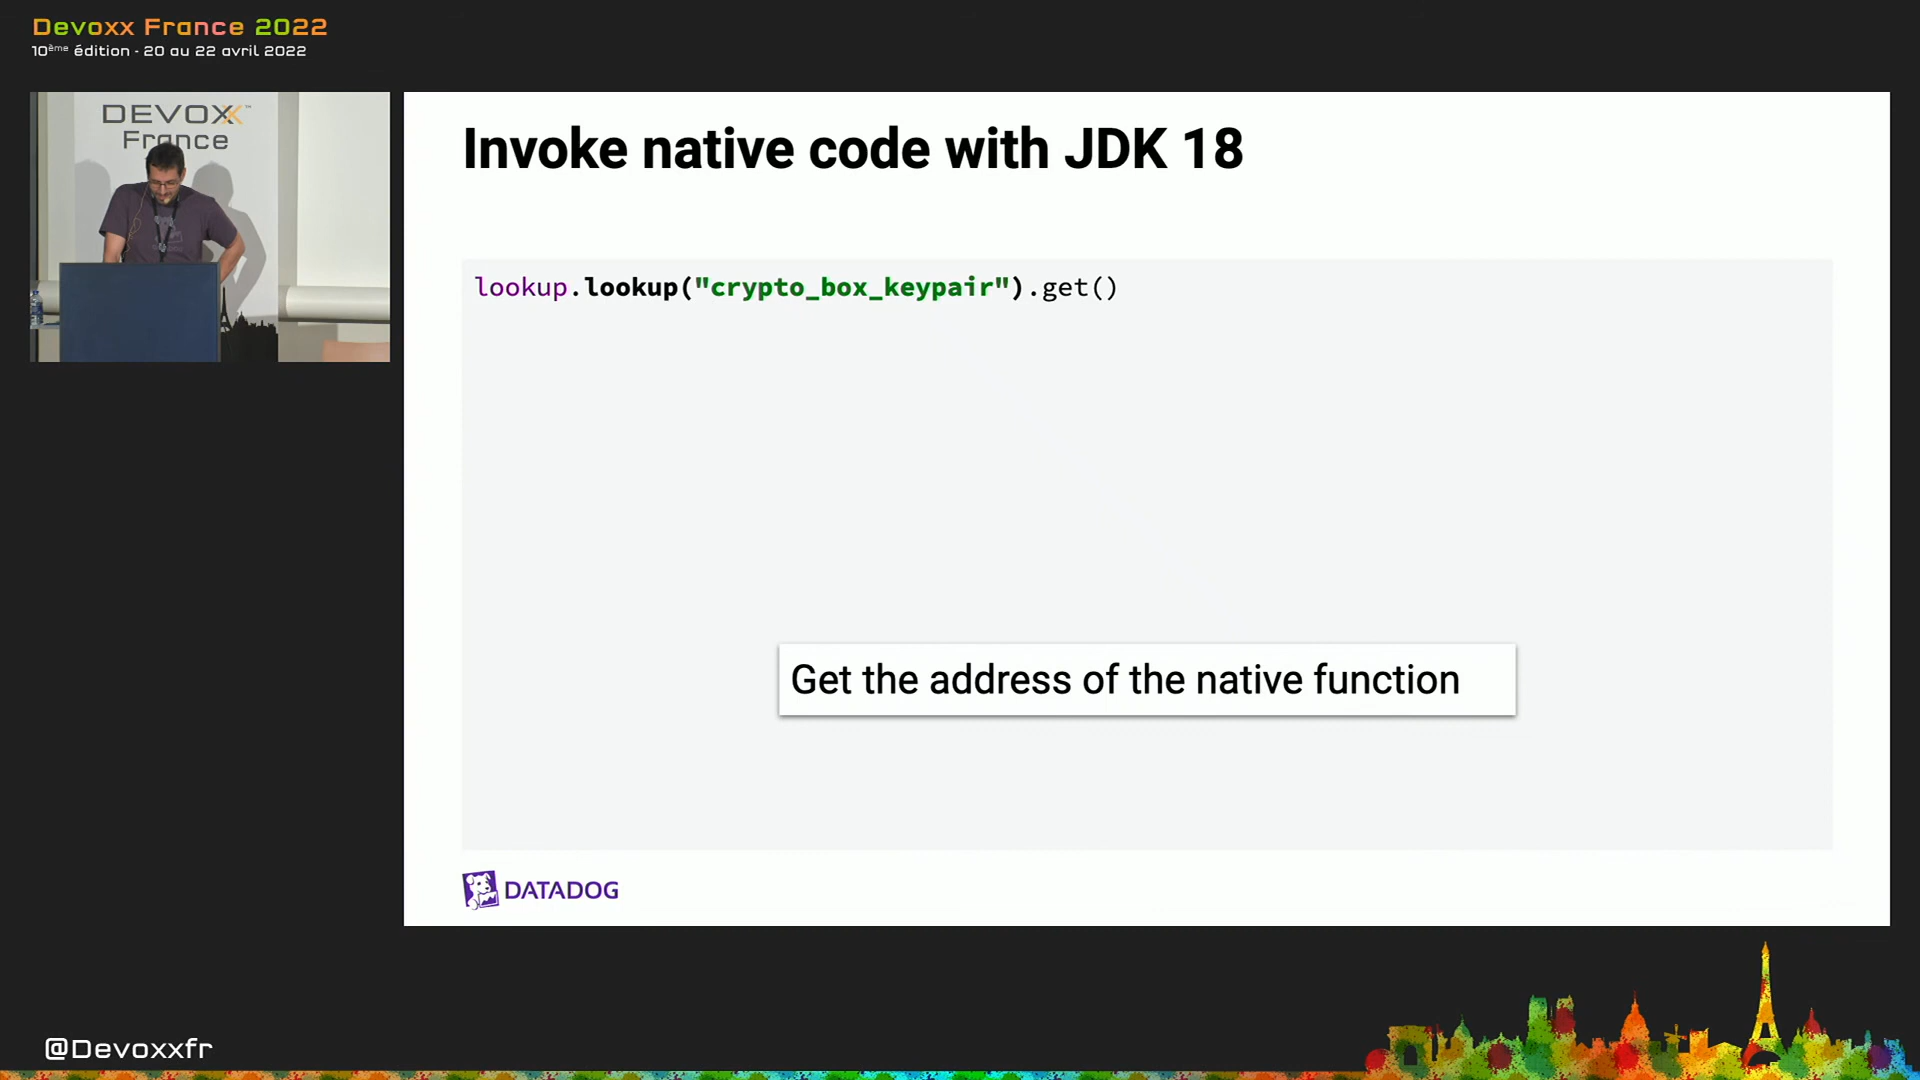 Devoxx France 2022
10ème édition - 20 au 22 avril 2022
DEVOXX™
France
Invoke native code with JDK 18
lookup.lookup("crypto_box_keypair").get()
Get the address of the native function
DATADOG
@Devoxxfr